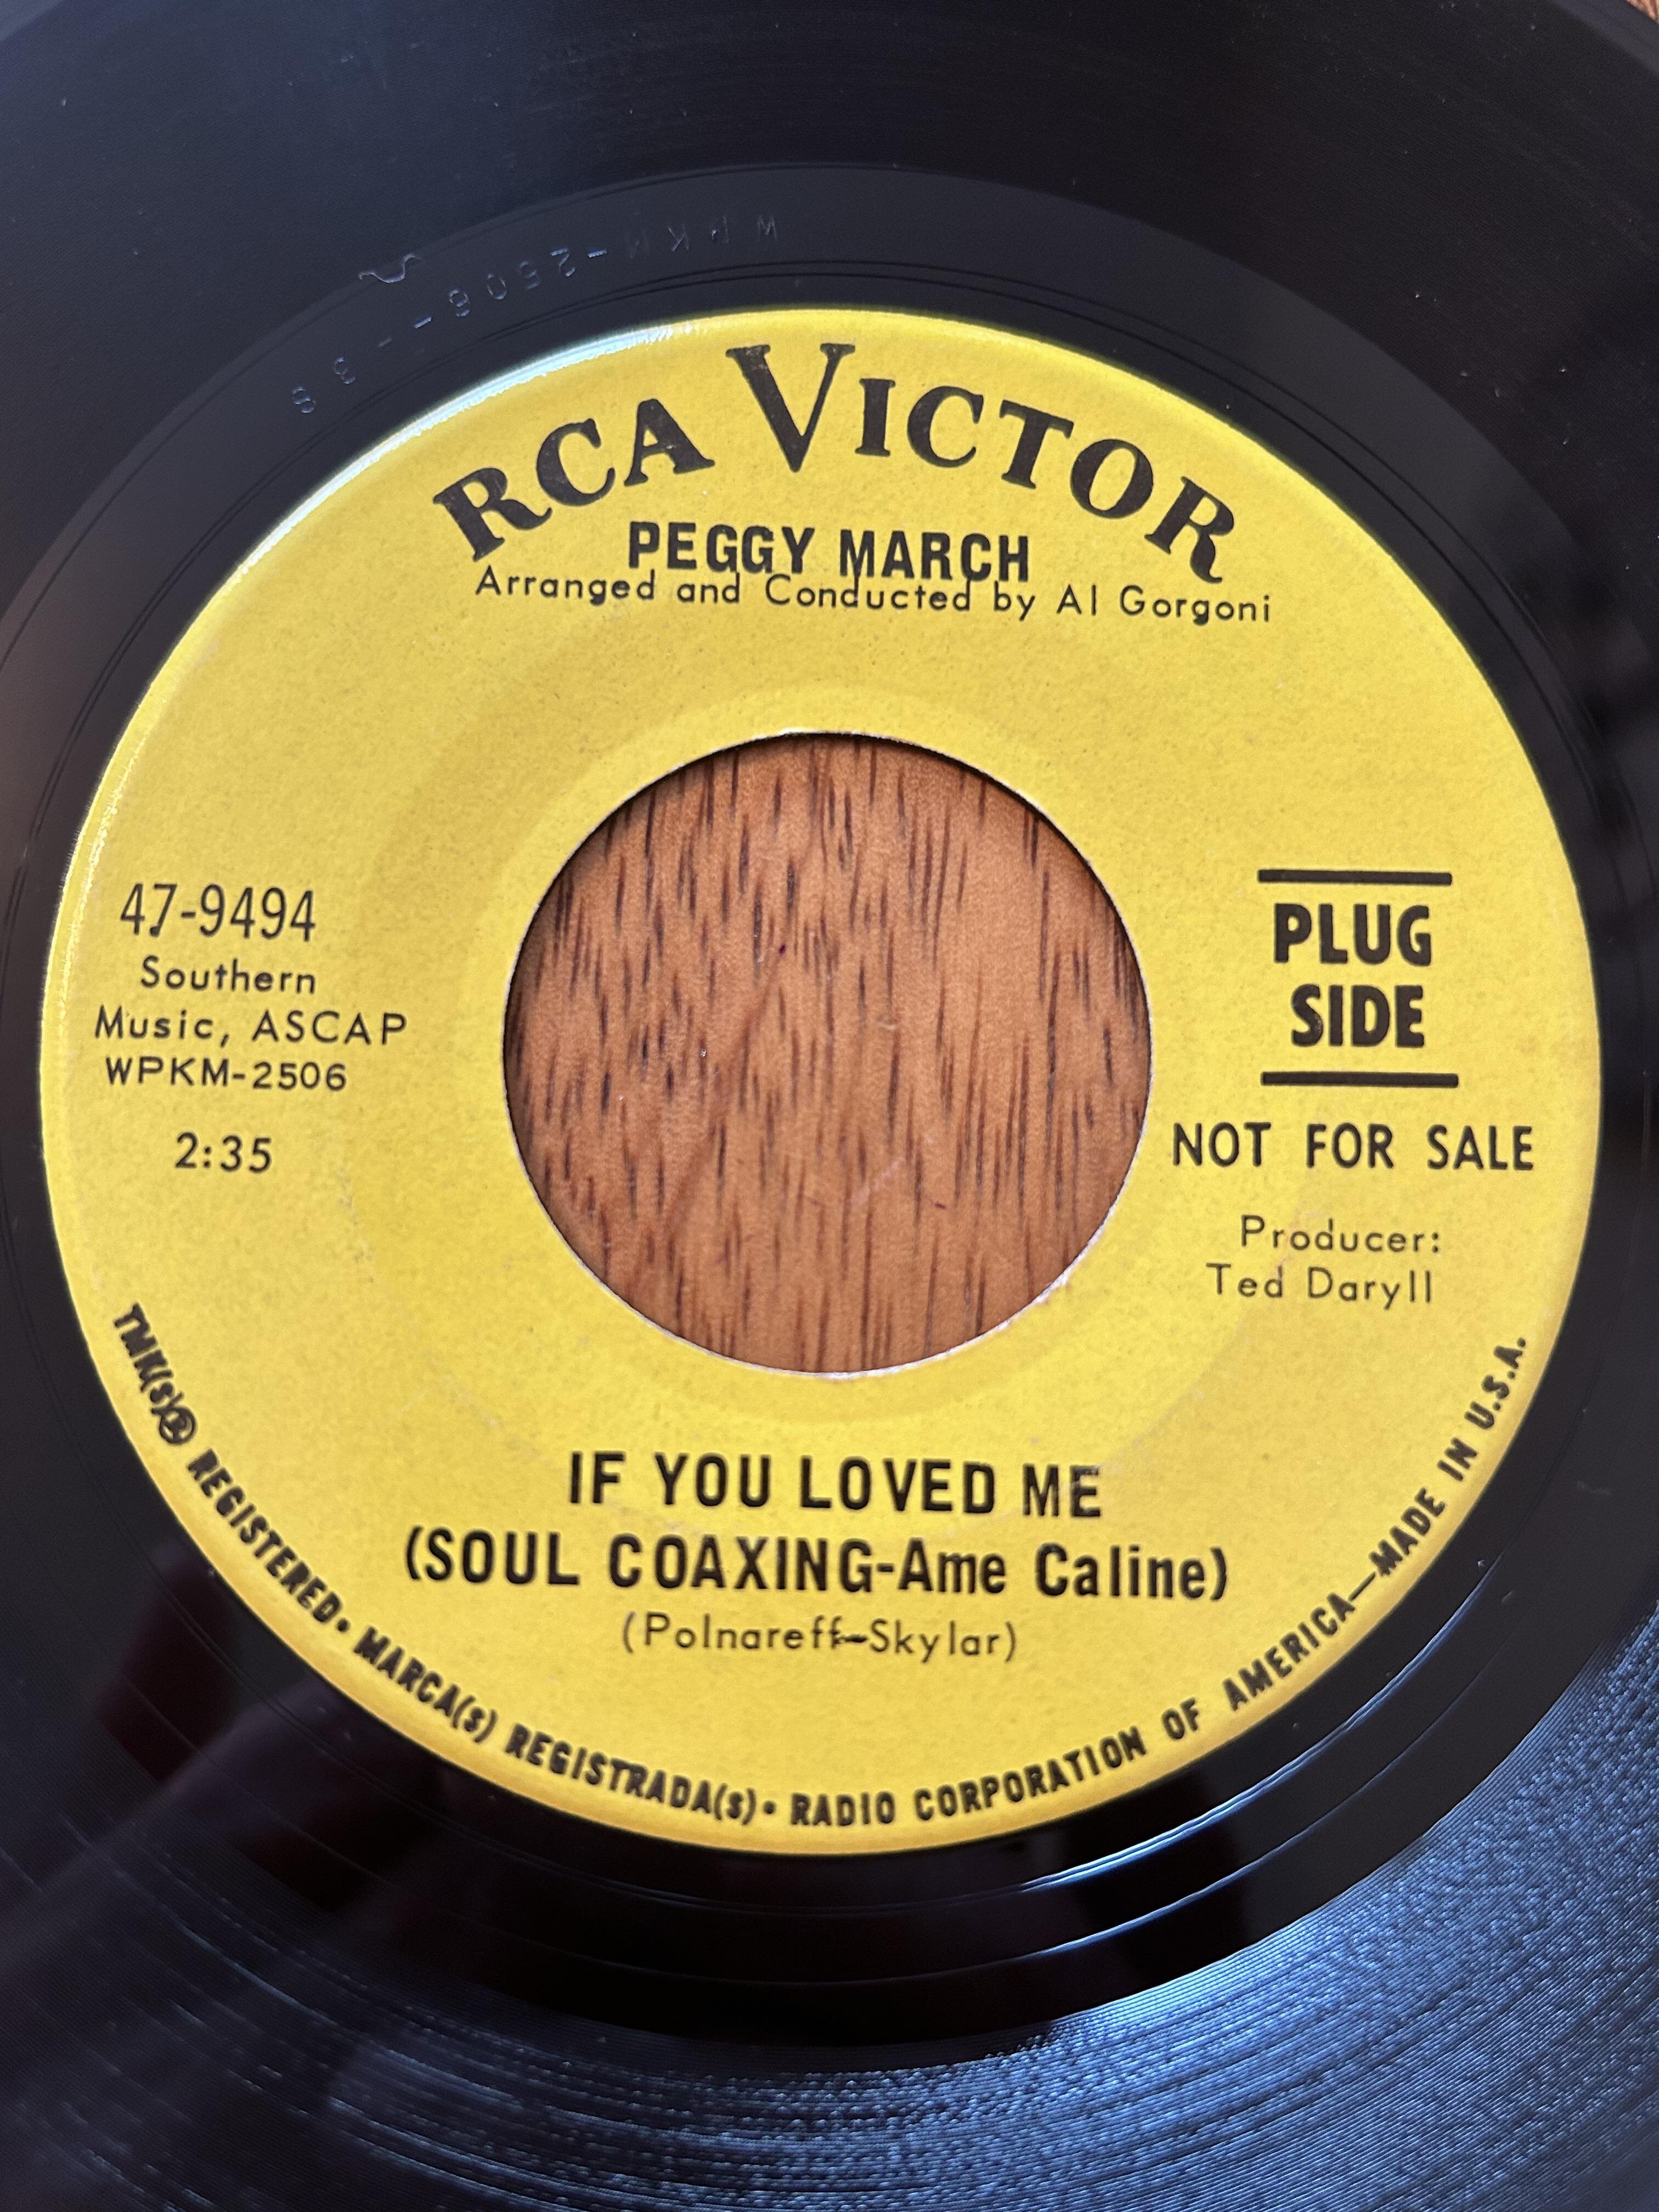 WPKM-2506--3S
RCA VICTOR
PEGGY MARCH
Arranged and Conducted by Al Gorgoni
47-9494
Southern
Music, ASCAP
WPKM-2506
2:35
PLUG
SIDE
NOT FOR SALE
Producer:
Ted Daryll
IF YOU LOVED ME
(SOUL COAXING-Ame Caline)
(Polnareff-Skylar)
TMK(s)® REGISTERED • MARCA(s) REGISTRADA(s) • RADIO CORPORATION OF AMERICA—MADE IN U.S.A.